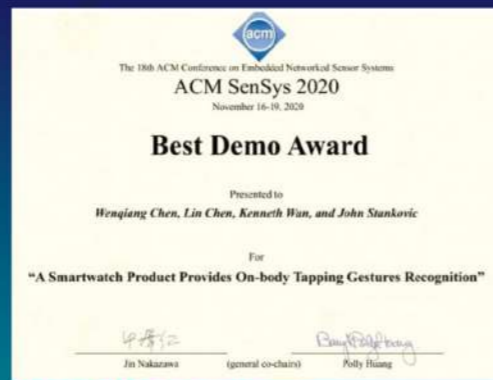 acm
The 18th ACM Conference on Embedded Networked Sensor Systems
ACM SenSys 2020
November 16-19, 2020
Best Demo Award
Presented to
Wenqiang Chen, Lin Chen, Kenneth Wan, and John Stankovic
For
“A Smartwatch Product Provides On-body Tapping Gestures Recognition”
Jin Nakazawa (general co-chairs) Polly Huang